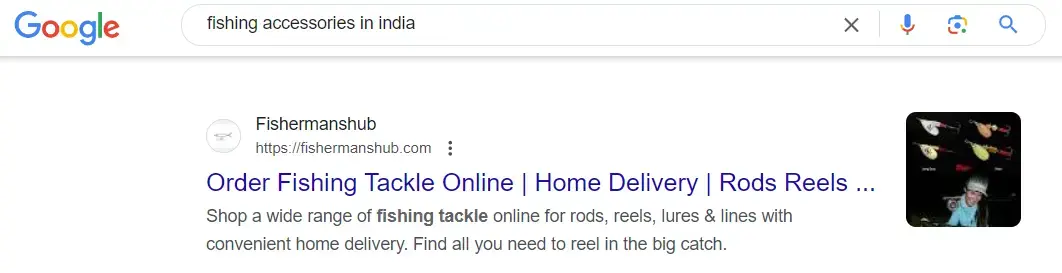 Google
fishing accessories in india
Fishermanshub
https://fishermanshub.com
Order Fishing Tackle Online | Home Delivery | Rods Reels ...
Shop a wide range of fishing tackle online for rods, reels, lures & lines with
convenient home delivery. Find all you need to reel in the big catch.